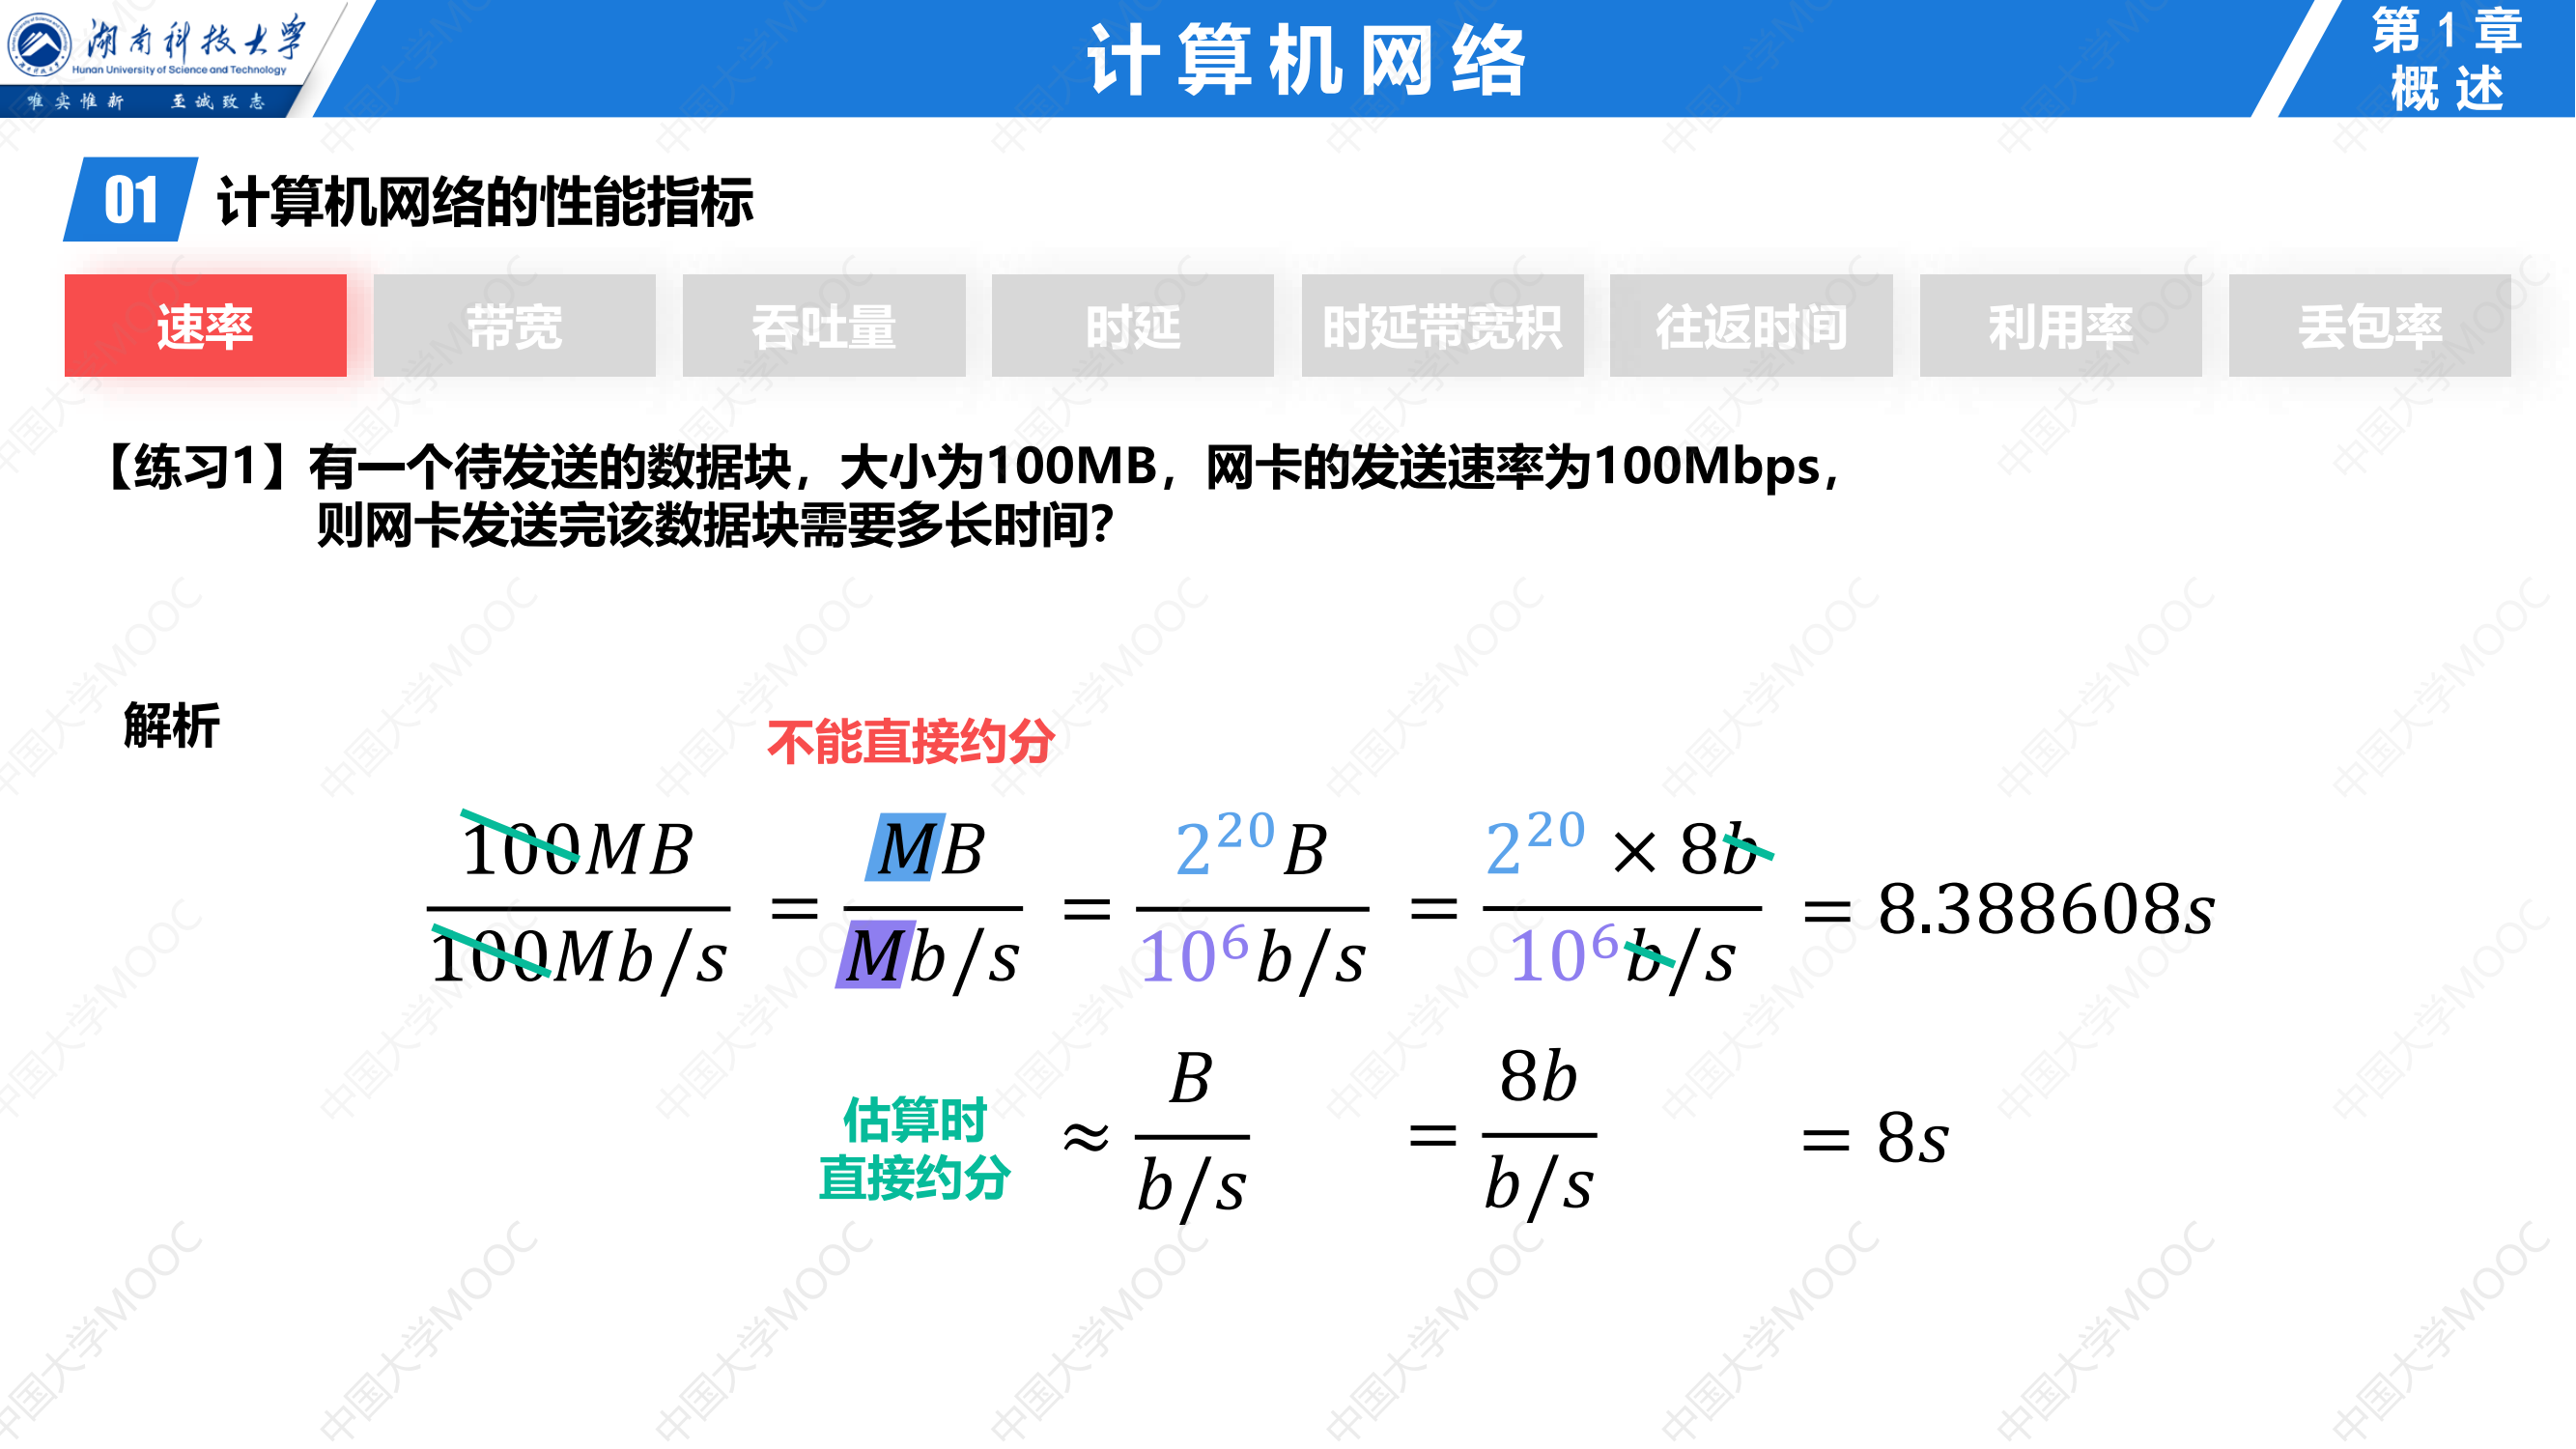 湖南科技大学
Hunan University of Science and Technology
唯实惟新 至诚致志
计算机网络
第1章
概述
01 计算机网络的性能指标
速率 带宽 吞吐量 时延 时延带宽积 往返时间 利用率 丢包率
【练习1】有一个待发送的数据块，大小为100MB，网卡的发送速率为100Mbps，
则网卡发送完该数据块需要多长时间？
解析
不能直接约分
100MB / 100Mb/s = MB / Mb/s = 2^20 B / 10^6 b/s = 2^20 × 8b / 10^6 b/s = 8.388608s
估算时
直接约分
≈ B / b/s = 8b / b/s = 8s
中国大学MOOC